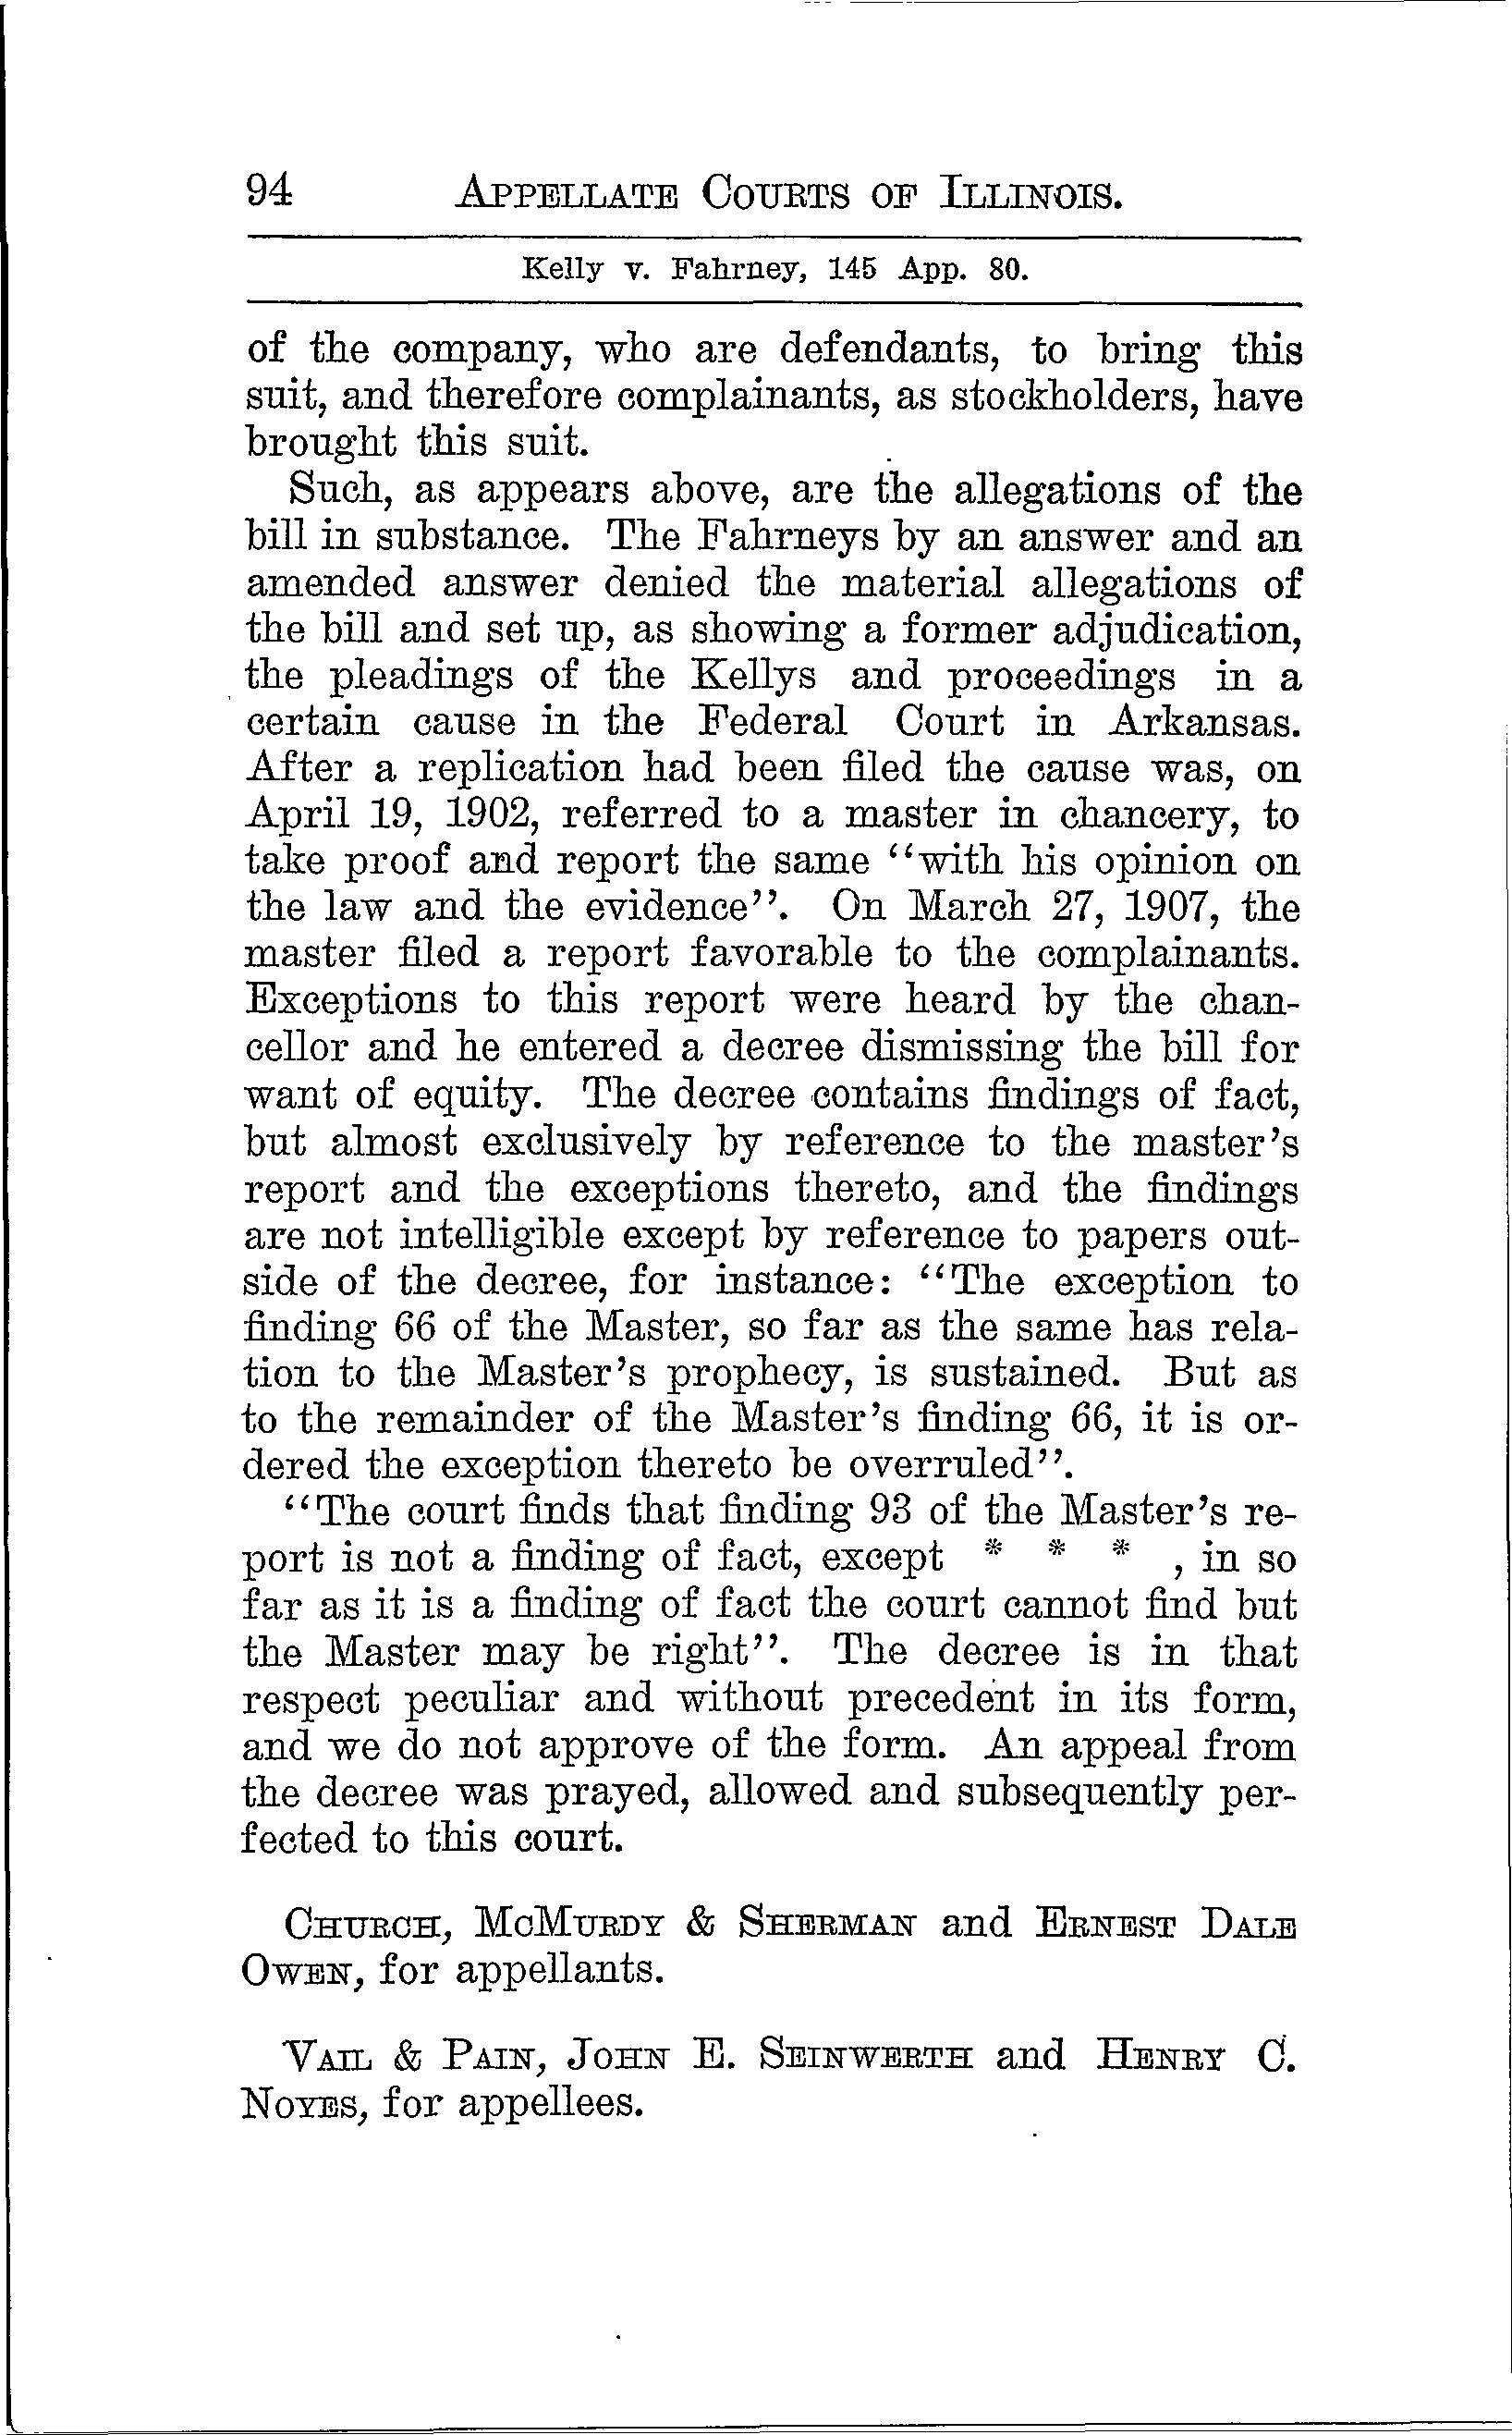 94 APPELLATE COURTS OF ILLINOIS.
Kelly v. Fahrney, 145 App. 80.
of the company, who are defendants, to bring this
suit, and therefore complainants, as stockholders, have
brought this suit.
Such, as appears above, are the allegations of the
bill in substance. The Fahrneys by an answer and an
amended answer denied the material allegations of
the bill and set up, as showing a former adjudication,
the pleadings of the Kellys and proceedings in a
certain cause in the Federal Court in Arkansas.
After a replication had been filed the cause was, on
April 19, 1902, referred to a master in chancery, to
take proof and report the same “with his opinion on
the law and the evidence”. On March 27, 1907, the
master filed a report favorable to the complainants.
Exceptions to this report were heard by the chan-
cellor and he entered a decree dismissing the bill for
want of equity. The decree contains findings of fact,
but almost exclusively by reference to the master's
report and the exceptions thereto, and the findings
are not intelligible except by reference to papers out-
side of the decree, for instance: “The exception to
finding 66 of the Master, so far as the same has rela-
tion to the Master's prophecy, is sustained. But as
to the remainder of the Master's finding 66, it is or-
dered the exception thereto be overruled”.
“The court finds that finding 93 of the Master's re-
port is not a finding of fact, except * * * , in so
far as it is a finding of fact the court cannot find but
the Master may be right”. The decree is in that
respect peculiar and without precedent in its form,
and we do not approve of the form. An appeal from
the decree was prayed, allowed and subsequently per-
fected to this court.
CHURCH, MCMURDY & SHERMAN and ERNEST DALE
OWEN, for appellants.
VAIL & PAIN, JOHN E. SEINWERTH and HENRY C.
NOYES, for appellees.